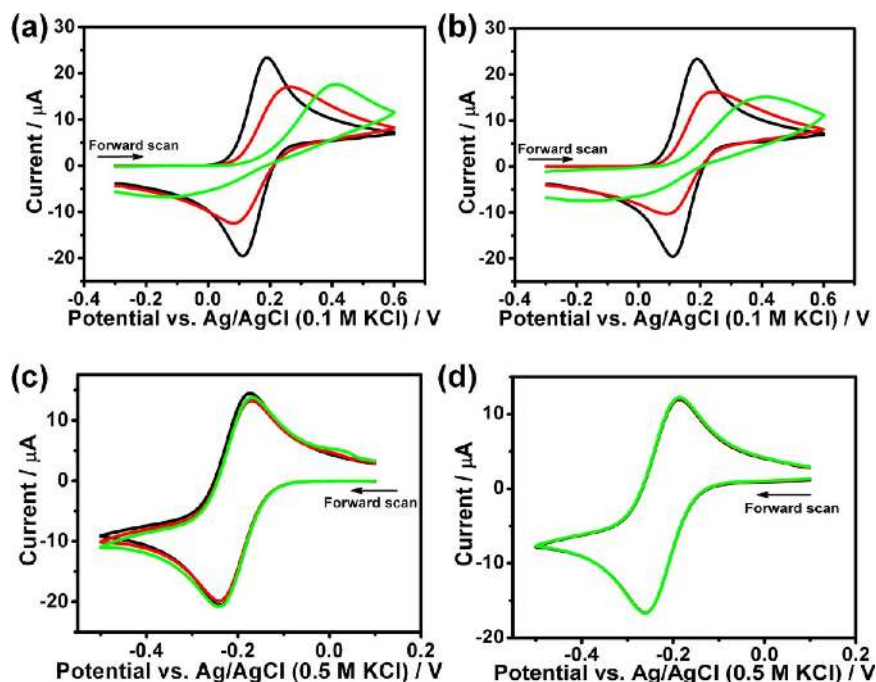 (a)
30
20
10
0
-10
-20
Current / μA
Forward scan
-0.4 -0.2 0.0 0.2 0.4 0.6
Potential vs. Ag/AgCl (0.1 M KCl) / V
(b)
30
20
10
0
-10
-20
Current / μA
Forward scan
-0.4 -0.2 0.0 0.2 0.4 0.6
Potential vs. Ag/AgCl (0.1 M KCl) / V
(c)
10
0
-10
-20
Current / μA
Forward scan
-0.4 -0.2 0.0 0.2
Potential vs. Ag/AgCl (0.5 M KCl) / V
(d)
10
0
-10
-20
Current / μA
Forward scan
-0.4 -0.2 0.0 0.2
Potential vs. Ag/AgCl (0.5 M KCl) / V